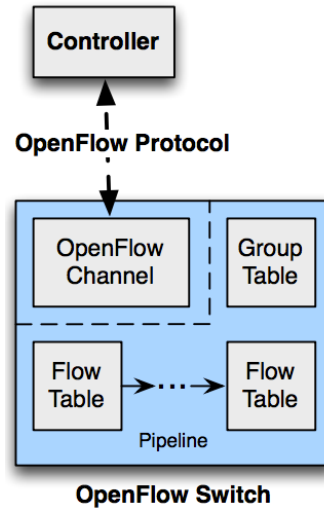 Controller
OpenFlow Protocol
OpenFlow
Channel
Group
Table
Flow
Table
Flow
Table
Pipeline
OpenFlow Switch